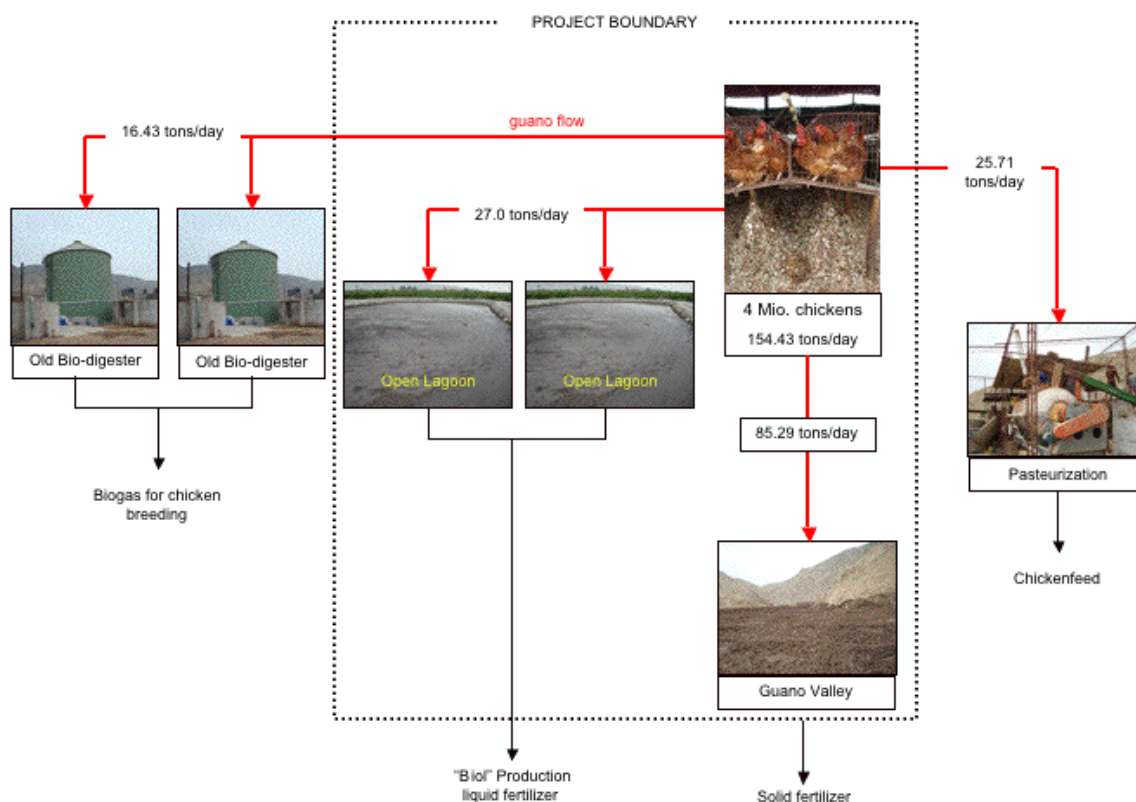 PROJECT BOUNDARY
16.43 tons/day
guano flow
25.71
tons/day
27.0 tons/day
4 Mio. chickens
154.43 tons/day
Old Bio-digester
Old Bio-digester
Open Lagoon
Open Lagoon
85.29 tons/day
Pasteurization
Biogas for chicken
breeding
Chickenfeed
Guano Valley
"Biol" Production
liquid fertilizer
Solid fertilizer